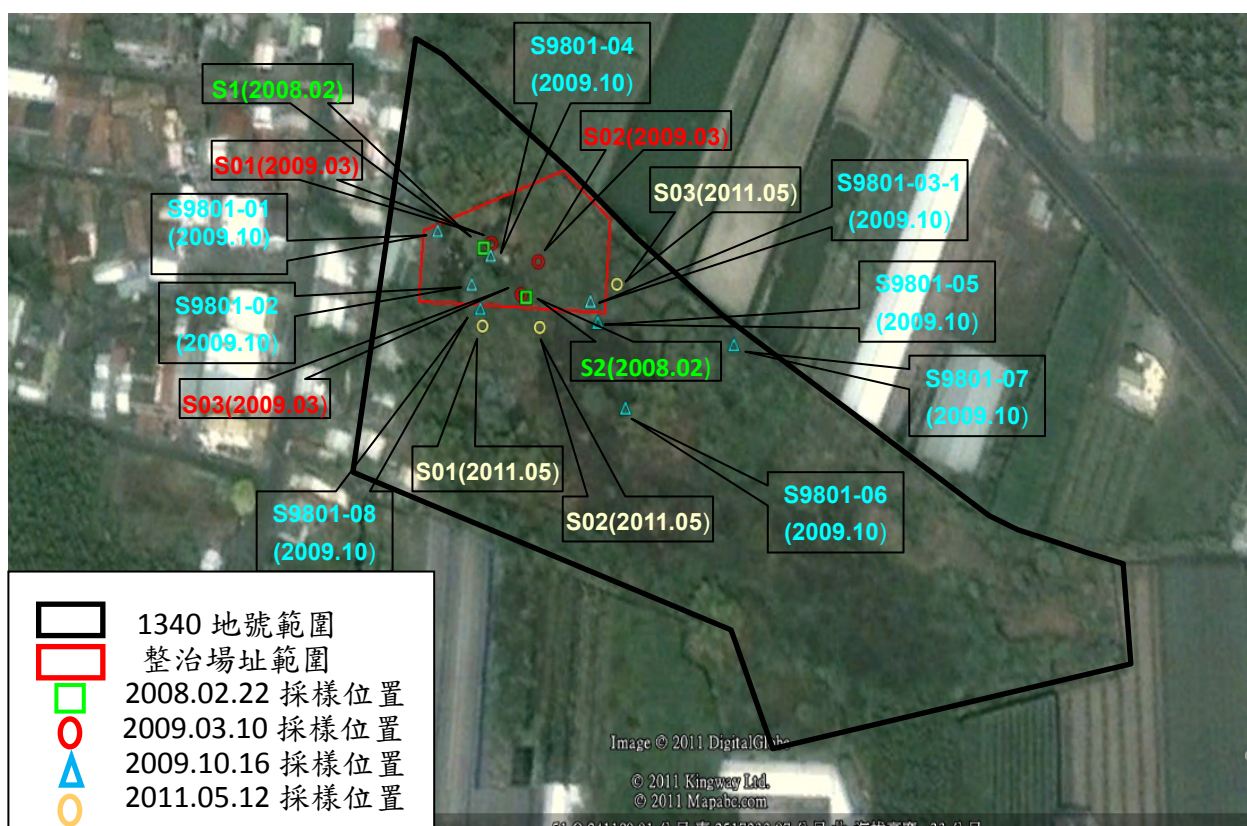 S9801-04
(2009.10)
S1(2008.02)
S02(2009.03)
S01(2009.03)
S03(2011.05)
S9801-03-1
(2009.10)
S9801-01
(2009.10)
S9801-05
(2009.10)
S9801-02
(2009.10)
S2(2008.02)
S9801-07
(2009.10)
S03(2009.03)
S01(2011.05)
S9801-06
(2009.10)
S9801-08
(2009.10)
S02(2011.05)
1340 地號範圍
整治場址範圍
2008.02.22 採樣位置
2009.03.10 採樣位置
2009.10.16 採樣位置
2011.05.12 採樣位置
Image © 2011 DigitalGlobe
© 2011 Kingway Ltd.
© 2011 Mapabc.com